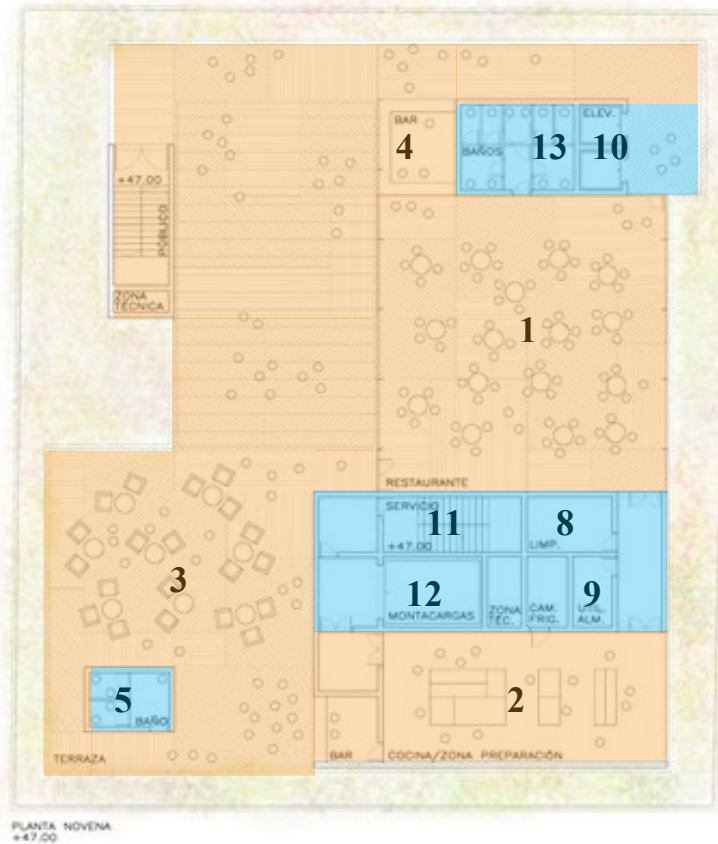 BAR
4
ELEV.
BAÑOS
13
10
+47.00
PÚBLICO
ZONA
TÉCNICA
1
RESTAURANTE
SERVICIO
11
8
+47.00
LIMP.
3
12
9
MONTACARGAS
ZONA
TEC.
CAM.
FRIG.
UTIL.
ALM.
5
BAÑO
2
TERRAZA
BAR
COCINA/ZONA PREPARACIÓN
PLANTA NOVENA
+47.00